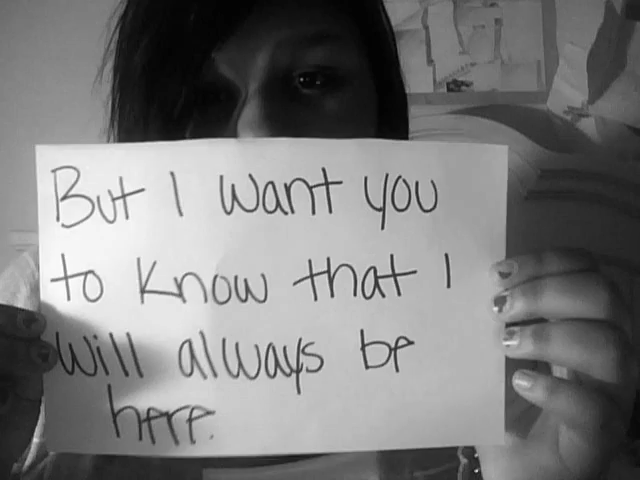 But I want you
to know that I
will always be
here.